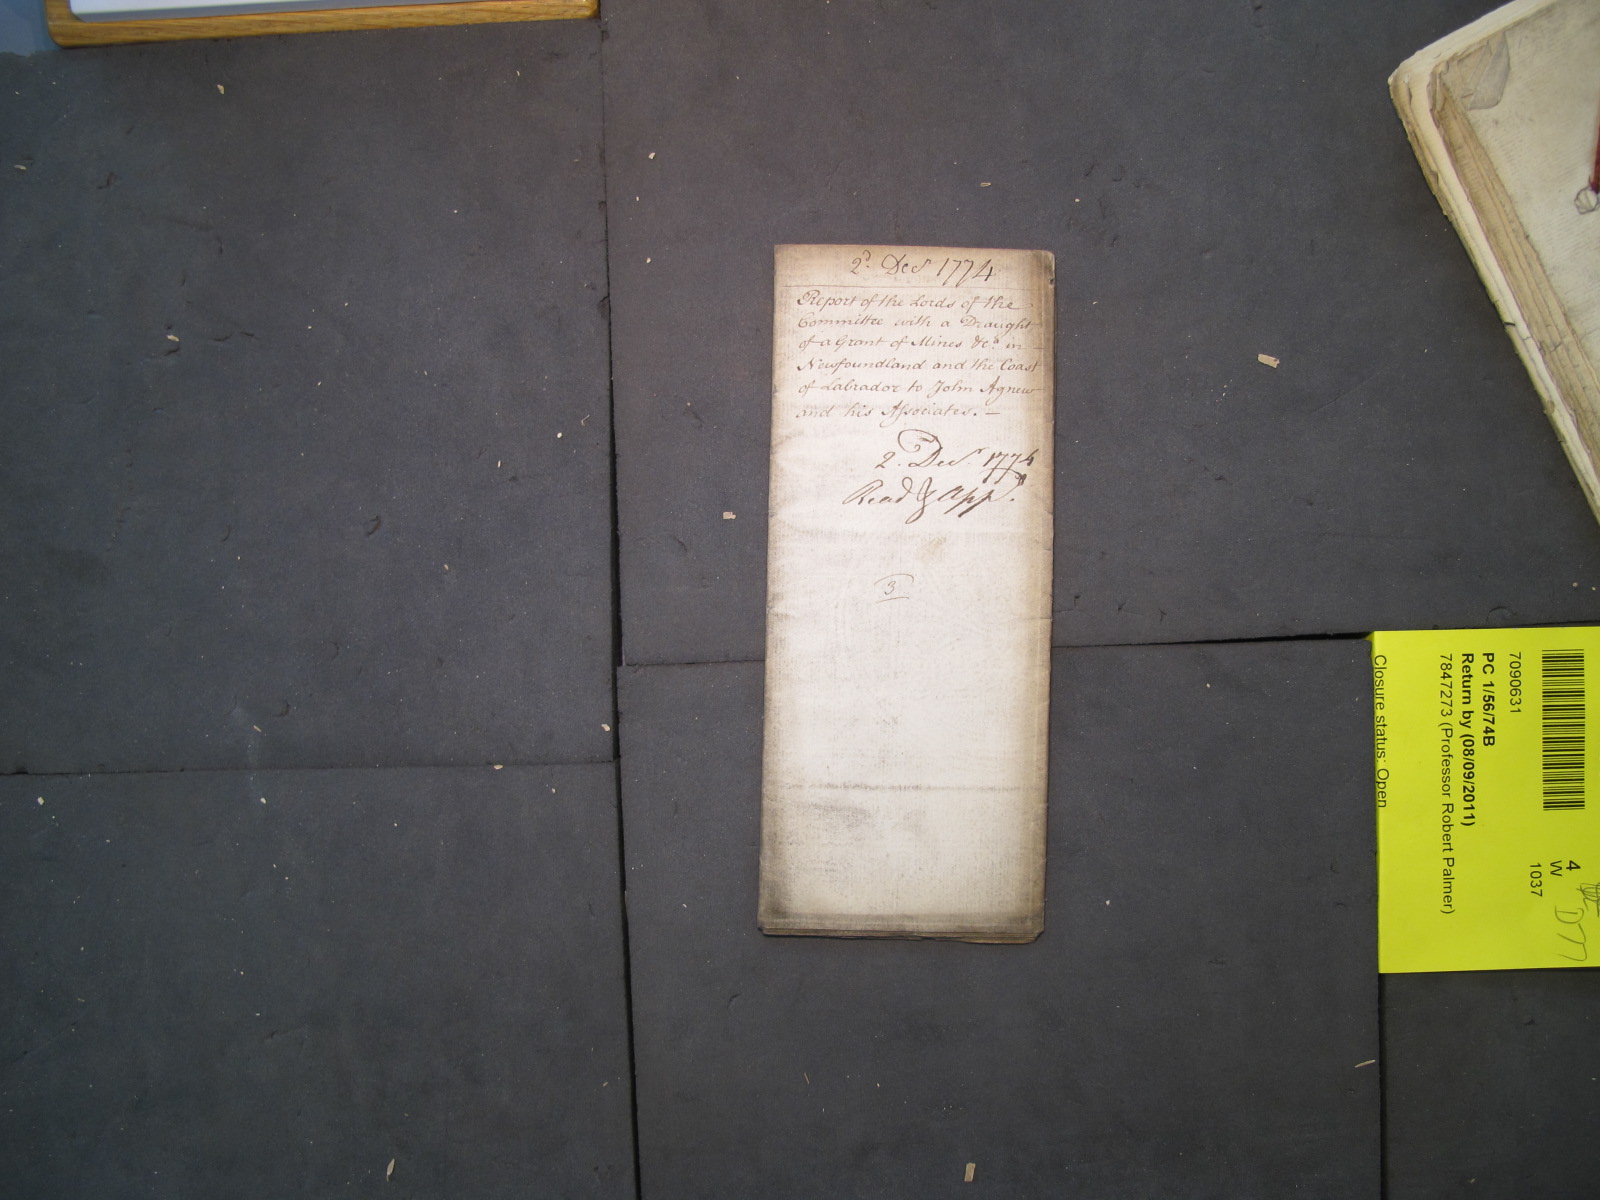 2d. Decr. 1774
Report of the Lords of the
Committee with a Draught
of a Grant of Mines &ca. in
Newfoundland and the Coast
of Labrador to John Agnew
and his Associates. —
2d. Decr. 1774
Read & appd.
3
7090631
PC 1/56/74B
Return by (08/09/2011)
7847273 (Professor Robert Palmer)
Closure status: Open
4
W
1037